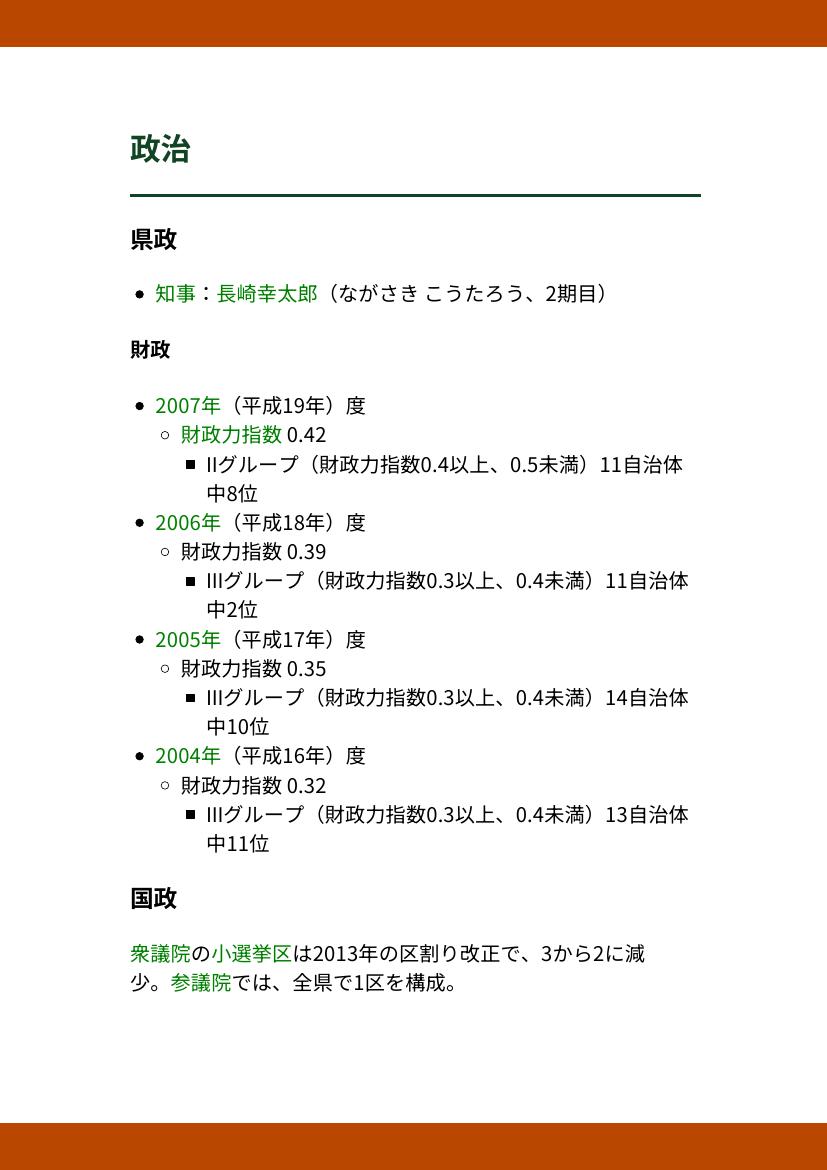 政治
県政
知事：長崎幸太郎（ながさき こうたろう、2期目）
財政
2007年（平成19年）度
財政力指数 0.42
IIグループ（財政力指数0.4以上、0.5未満）11自治体
中8位
2006年（平成18年）度
財政力指数 0.39
IIIグループ（財政力指数0.3以上、0.4未満）11自治体
中2位
2005年（平成17年）度
財政力指数 0.35
IIIグループ（財政力指数0.3以上、0.4未満）14自治体
中10位
2004年（平成16年）度
財政力指数 0.32
IIIグループ（財政力指数0.3以上、0.4未満）13自治体
中11位
国政
衆議院の小選挙区は2013年の区割り改正で、3から2に減
少。参議院では、全県で1区を構成。